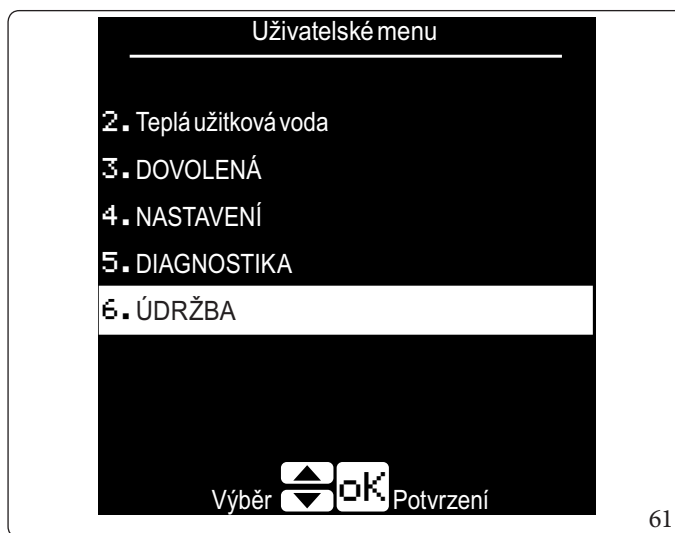 Uživatelské menu
2. Teplá užitková voda
3. DOVOLENÁ
4. NASTAVENÍ
5. DIAGNOSTIKA
6. ÚDRŽBA
Výběr oK Potvrzení
61